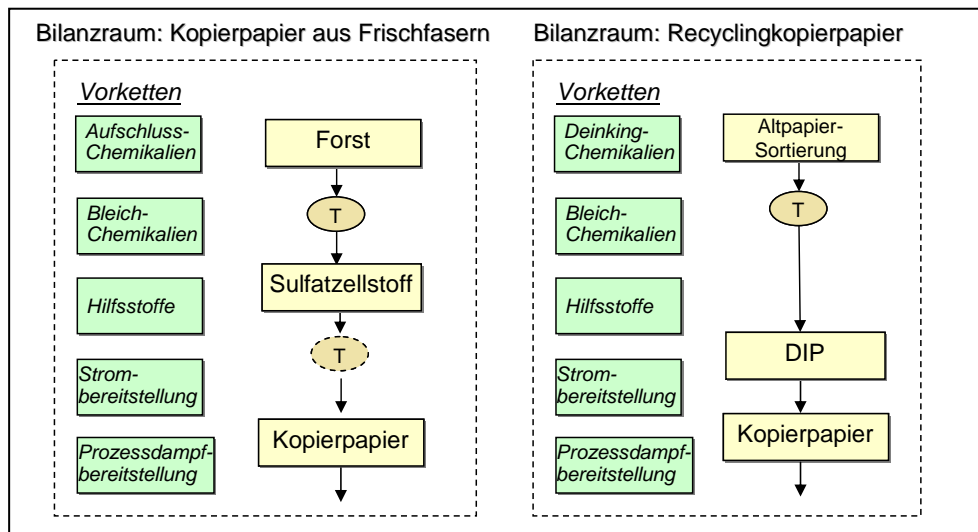 Bilanzraum: Kopierpapier aus Frischfasern
Vorketten
Aufschluss-
Chemikalien
Bleich-
Chemikalien
Hilfsstoffe
Strom-
bereitstellung
Prozessdampf-
bereitstellung
Forst
T
Sulfatzellstoff
T
Kopierpapier
Bilanzraum: Recyclingkopierpapier
Vorketten
Deinking-
Chemikalien
Bleich-
Chemikalien
Hilfsstoffe
Strom-
bereitstellung
Prozessdampf-
bereitstellung
Altpapier-
Sortierung
T
DIP
Kopierpapier